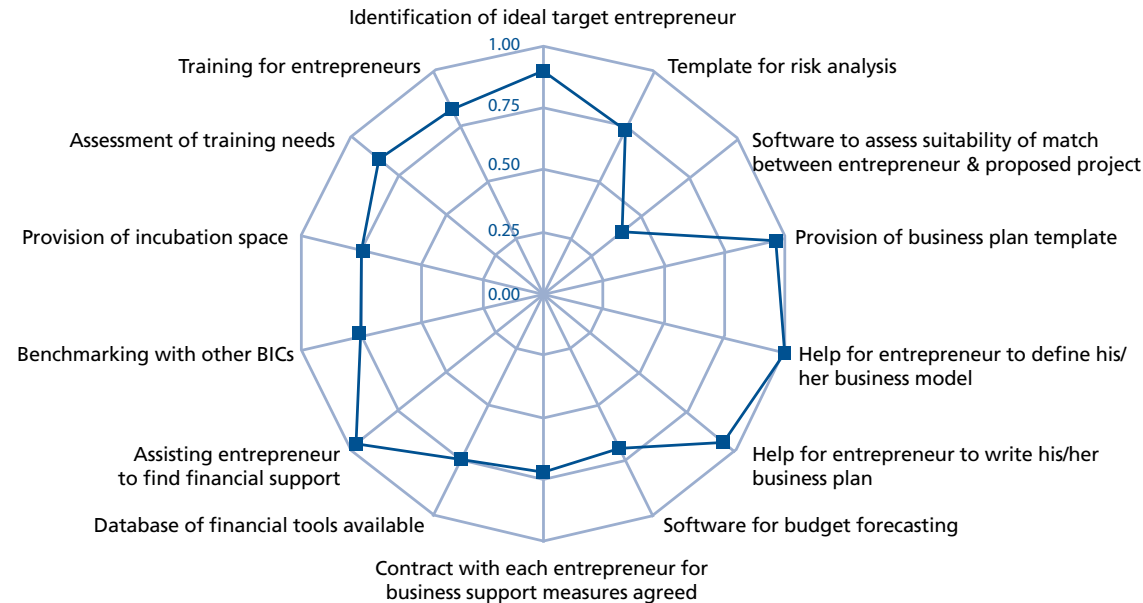 Identification of ideal target entrepreneur
1.00
Training for entrepreneurs
Template for risk analysis
0.75
Assessment of training needs
Software to assess suitability of match
between entrepreneur & proposed project
0.50
Provision of incubation space
0.25
Provision of business plan template
0.00
Benchmarking with other BICs
Help for entrepreneur to define his/
her business model
Assisting entrepreneur
to find financial support
Help for entrepreneur to write his/her
business plan
Database of financial tools available
Software for budget forecasting
Contract with each entrepreneur for
business support measures agreed